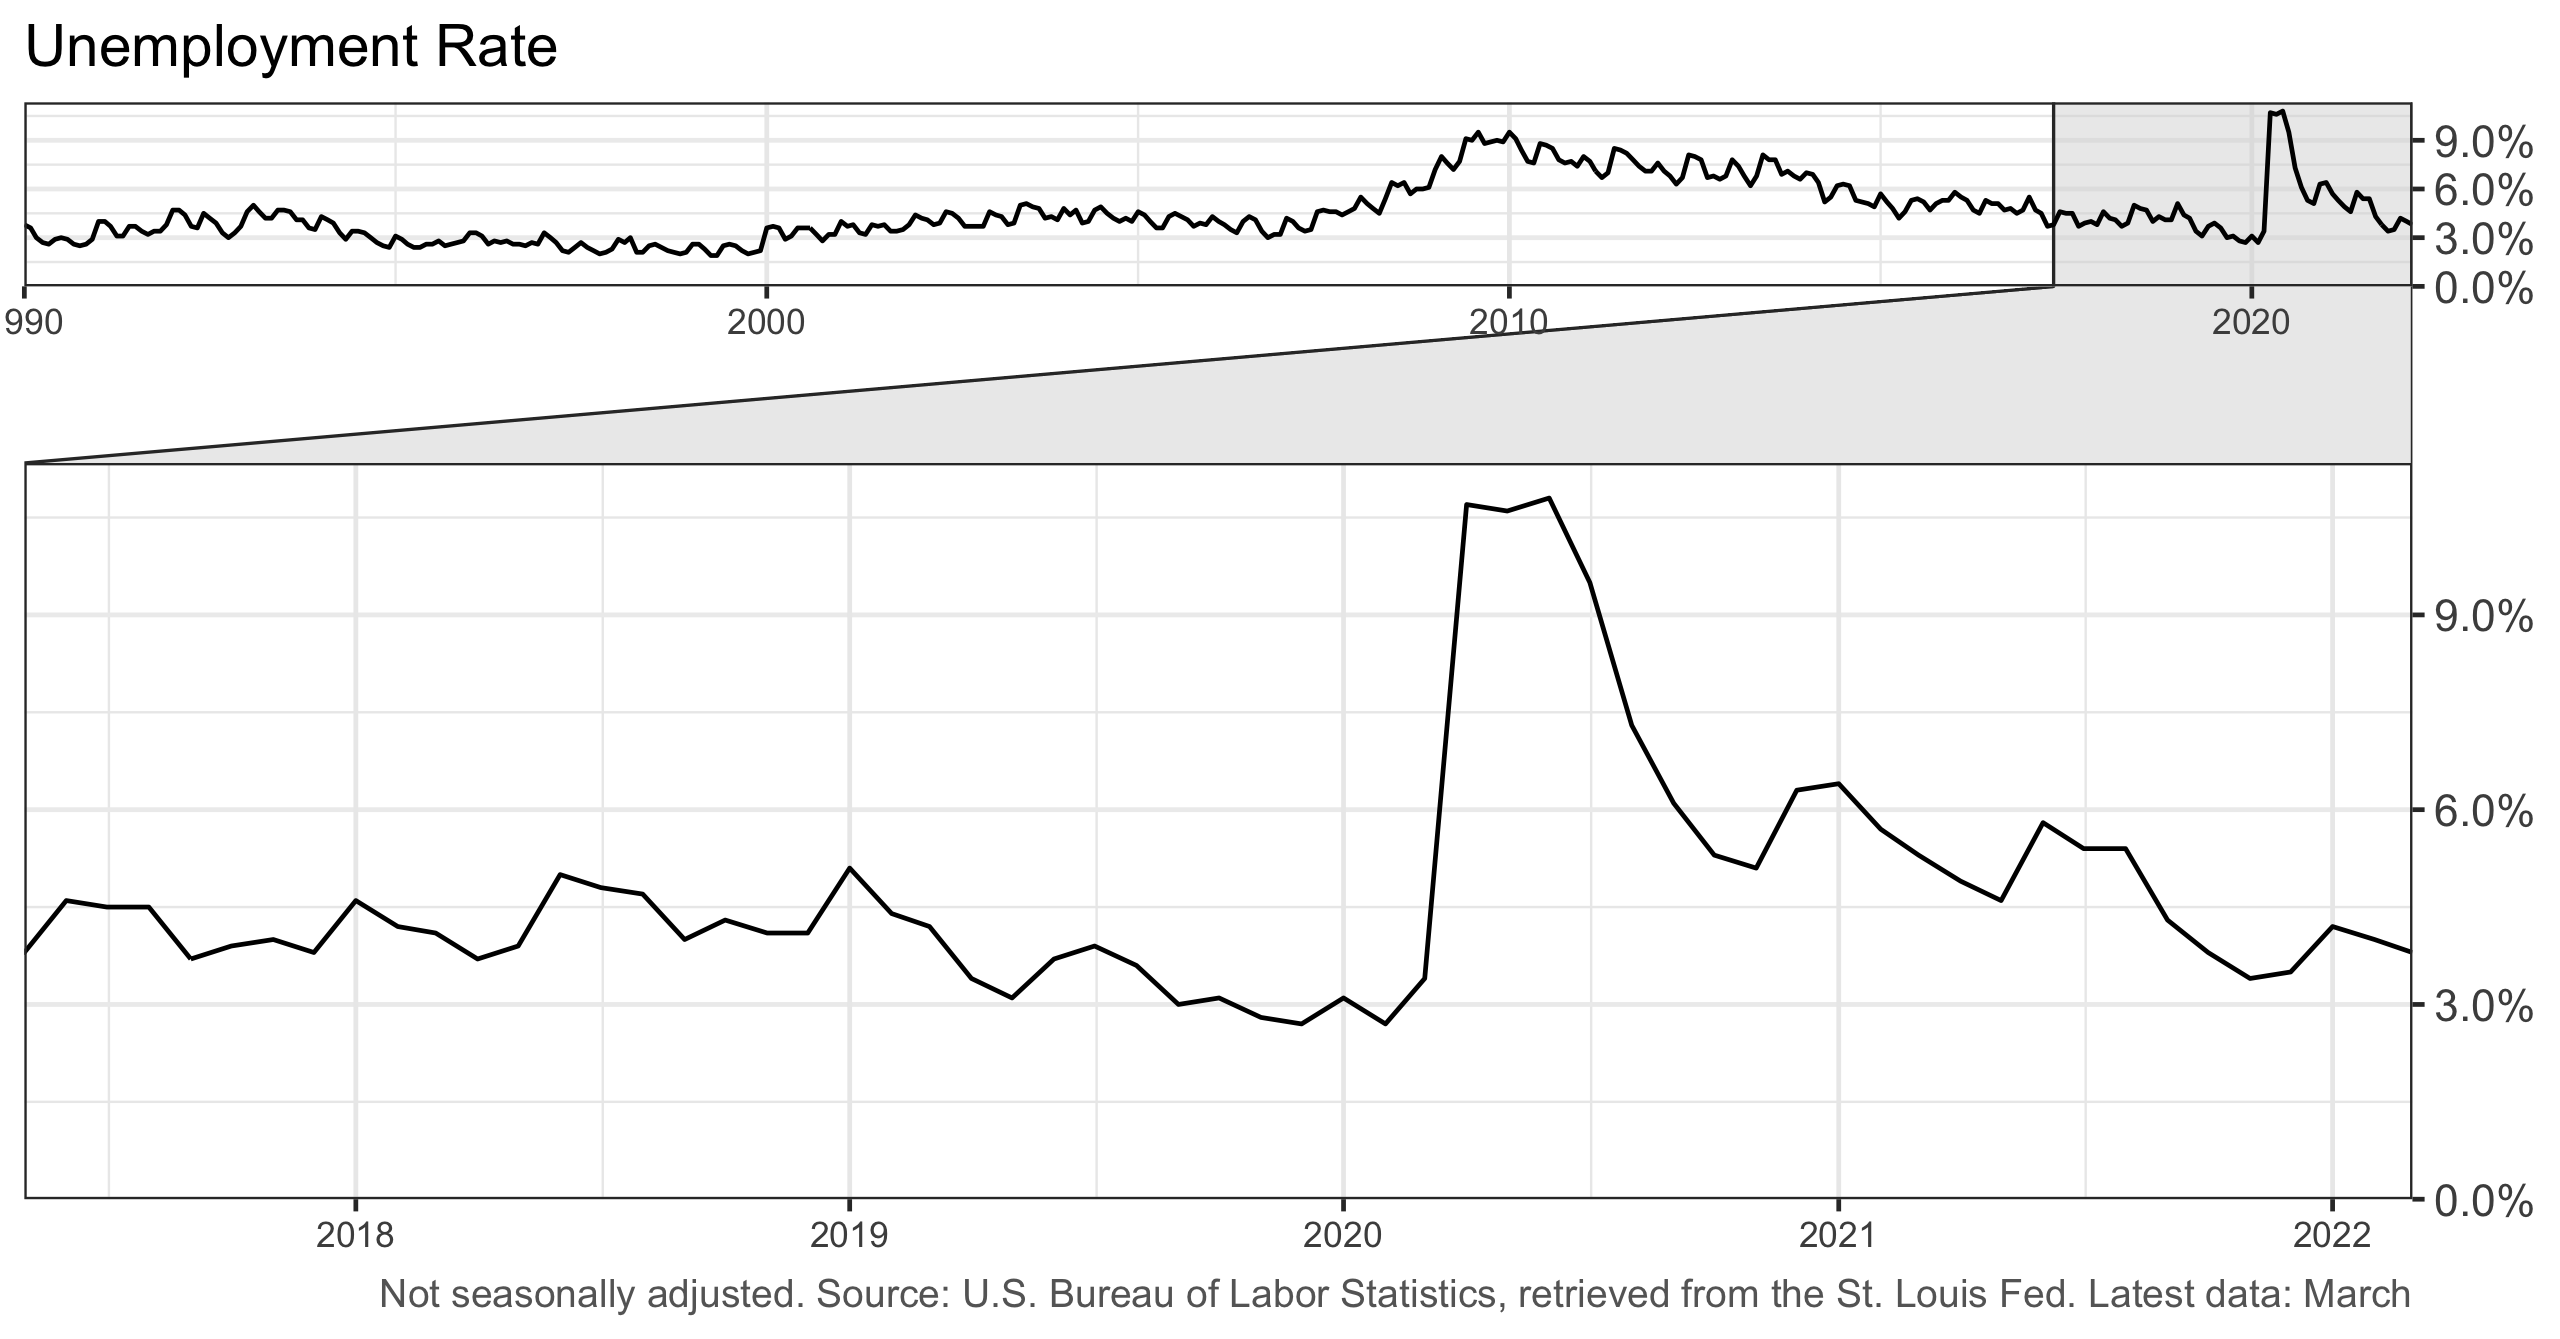 Unemployment Rate
9.0%
6.0%
3.0%
0.0%
990 2000 2010 2020
9.0%
6.0%
3.0%
0.0%
2018 2019 2020 2021 2022
Not seasonally adjusted. Source: U.S. Bureau of Labor Statistics, retrieved from the St. Louis Fed. Latest data: March